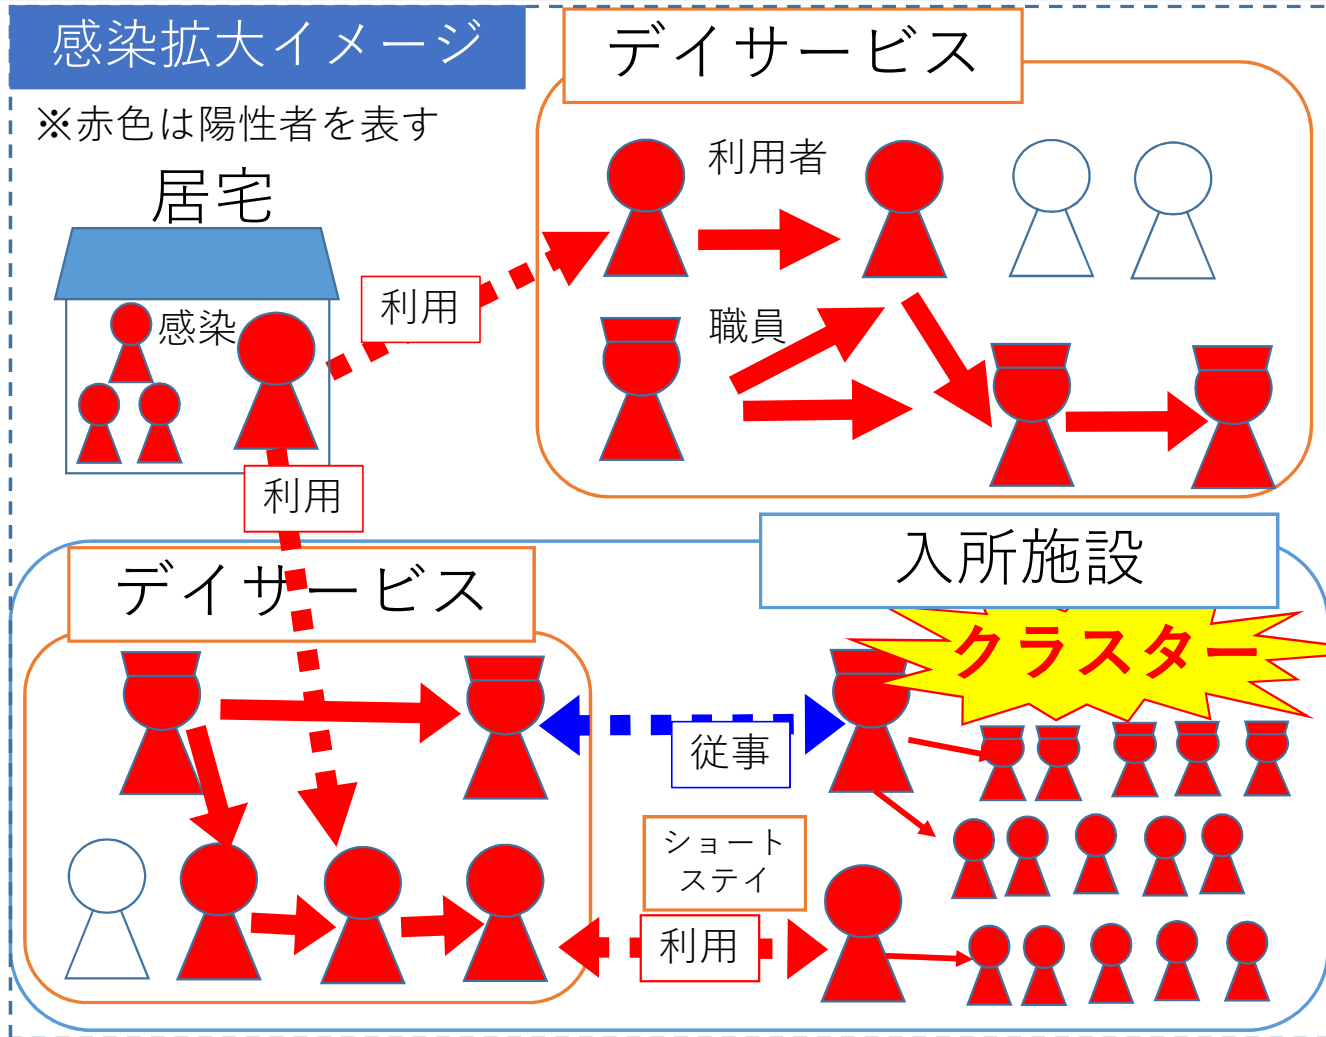 感染拡大イメージ
※赤色は陽性者を表す
居宅
感染
利用
利用
デイサービス
利用者
職員
デイサービス
入所施設
クラスター
従事
ショート
ステイ
利用